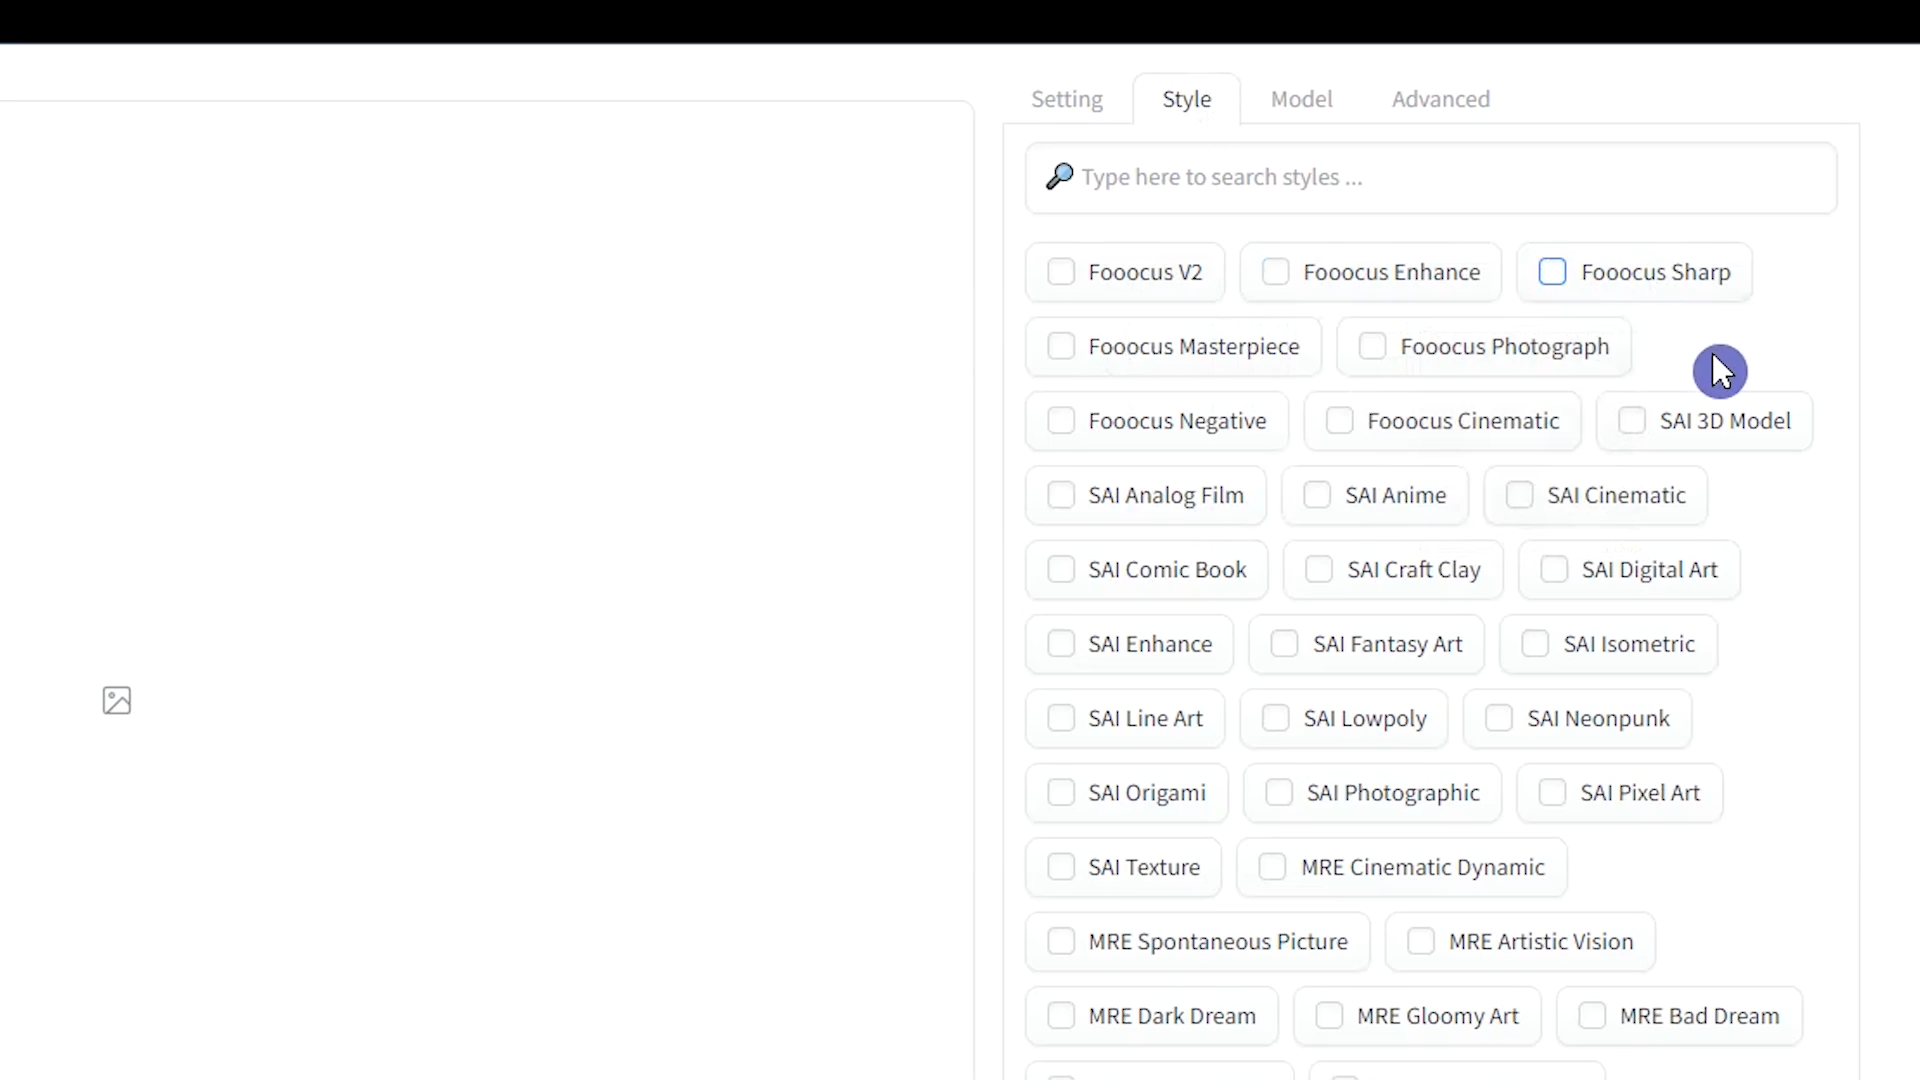 Setting Style Model Advanced
🔎 Type here to search styles ...
Fooocus V2 Fooocus Enhance Fooocus Sharp
Fooocus Masterpiece Fooocus Photograph
Fooocus Negative Fooocus Cinematic SAI 3D Model
SAI Analog Film SAI Anime SAI Cinematic
SAI Comic Book SAI Craft Clay SAI Digital Art
SAI Enhance SAI Fantasy Art SAI Isometric
SAI Line Art SAI Lowpoly SAI Neonpunk
SAI Origami SAI Photographic SAI Pixel Art
SAI Texture MRE Cinematic Dynamic
MRE Spontaneous Picture MRE Artistic Vision
MRE Dark Dream MRE Gloomy Art MRE Bad Dream